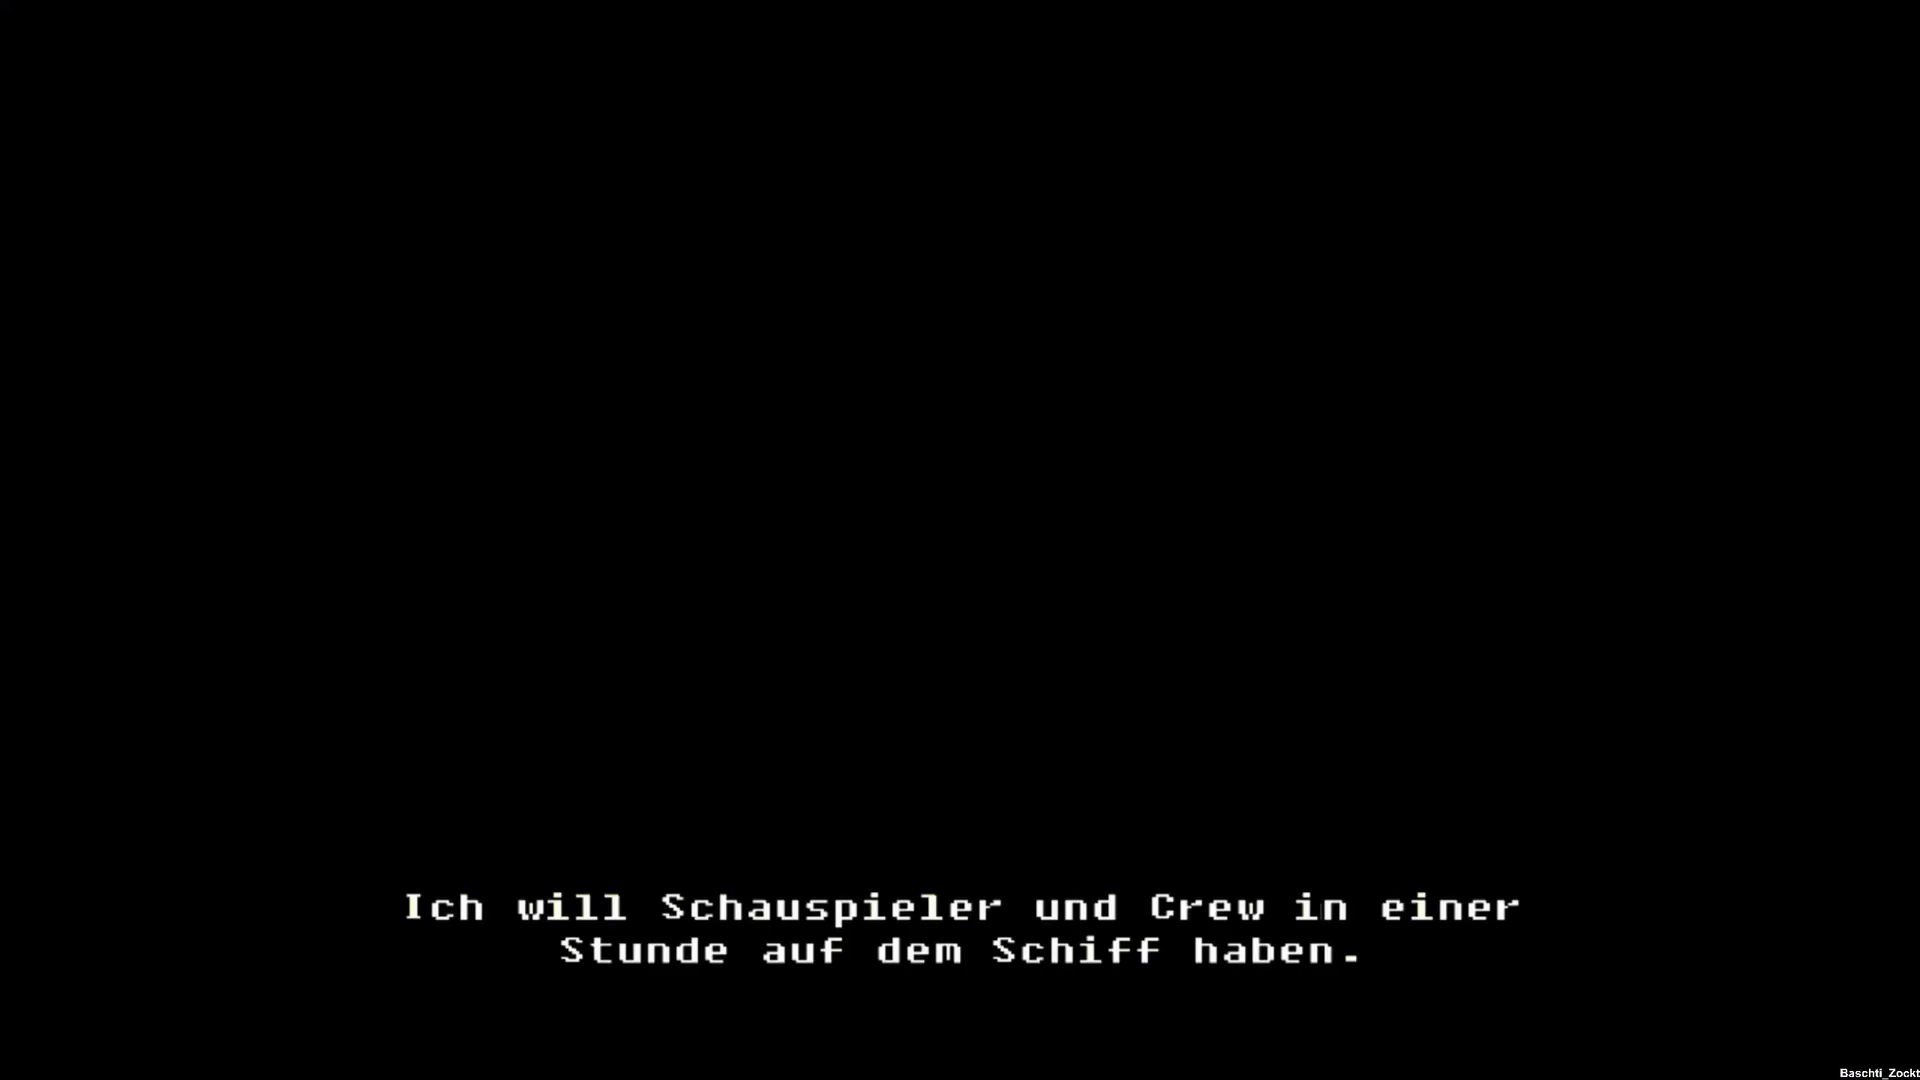 Ich will Schauspieler und Crew in einer
Stunde auf dem Schiff haben.
Baschti_Zockt